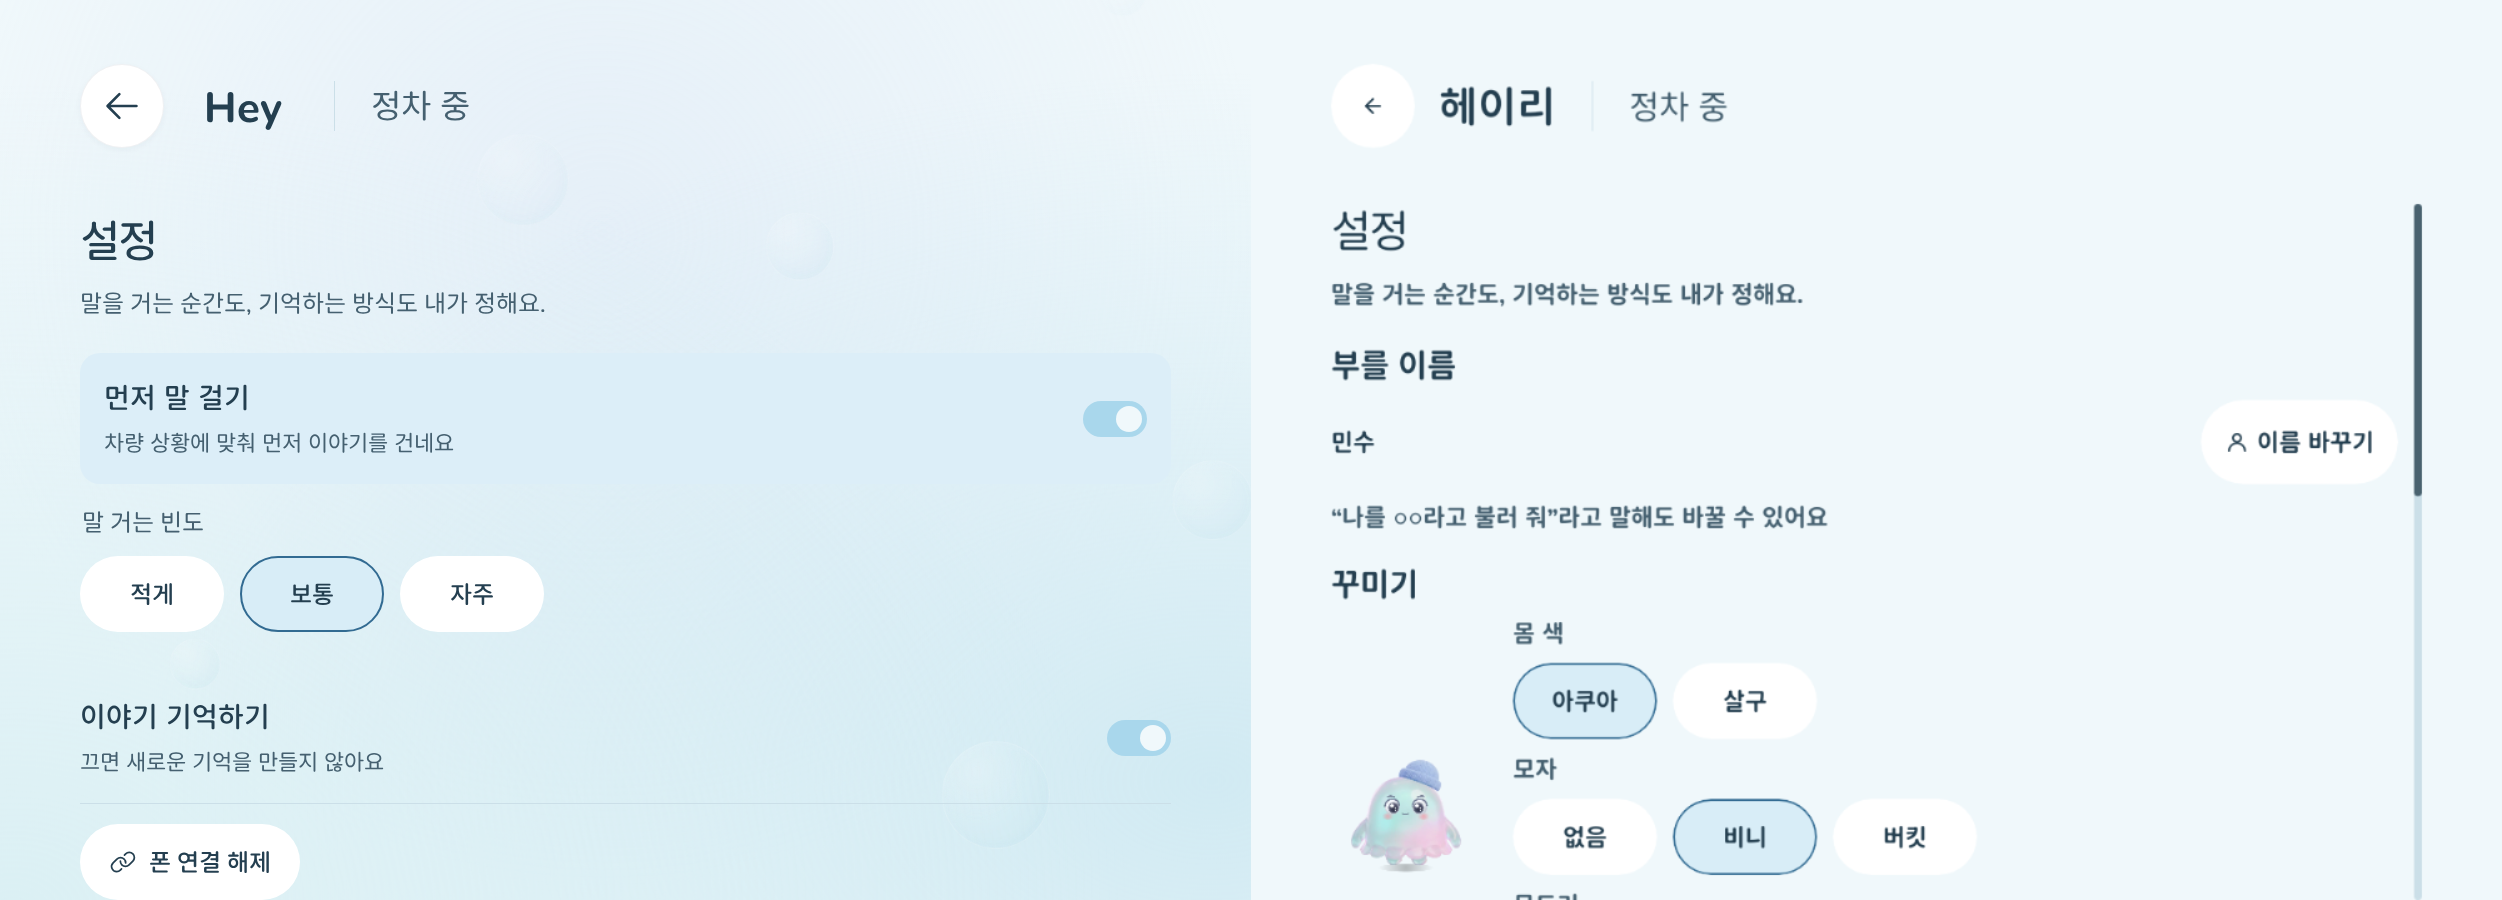 Hey
정차 중
설정
말을 거는 순간도, 기억하는 방식도 내가 정해요.
먼저 말 걸기
차량 상황에 맞춰 먼저 이야기를 건네요
말 거는 빈도
적게
보통
자주
이야기 기억하기
끄면 새로운 기억을 만들지 않아요
폰 연결 해제
헤이리
정차 중
설정
말을 거는 순간도, 기억하는 방식도 내가 정해요.
부를 이름
민수
이름 바꾸기
“나를 ○○라고 불러 줘”라고 말해도 바꿀 수 있어요
꾸미기
몸 색
아쿠아
살구
모자
없음
비니
버킷